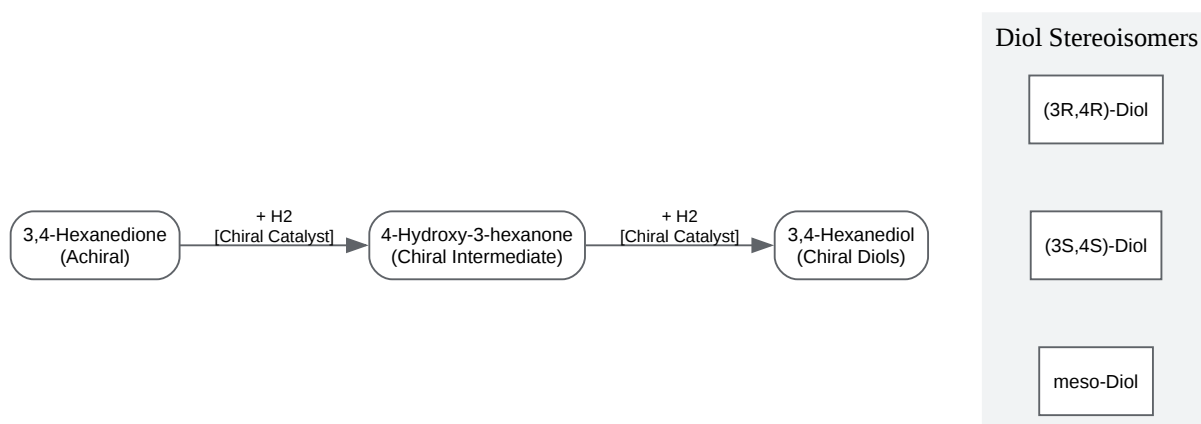 Diol Stereoisomers
(3R,4R)-Diol
3,4-Hexanedione
(Achiral)
+ H2
[Chiral Catalyst]
4-Hydroxy-3-hexanone
(Chiral Intermediate)
+ H2
[Chiral Catalyst]
3,4-Hexanediol
(Chiral Diols)
(3S,4S)-Diol
meso-Diol